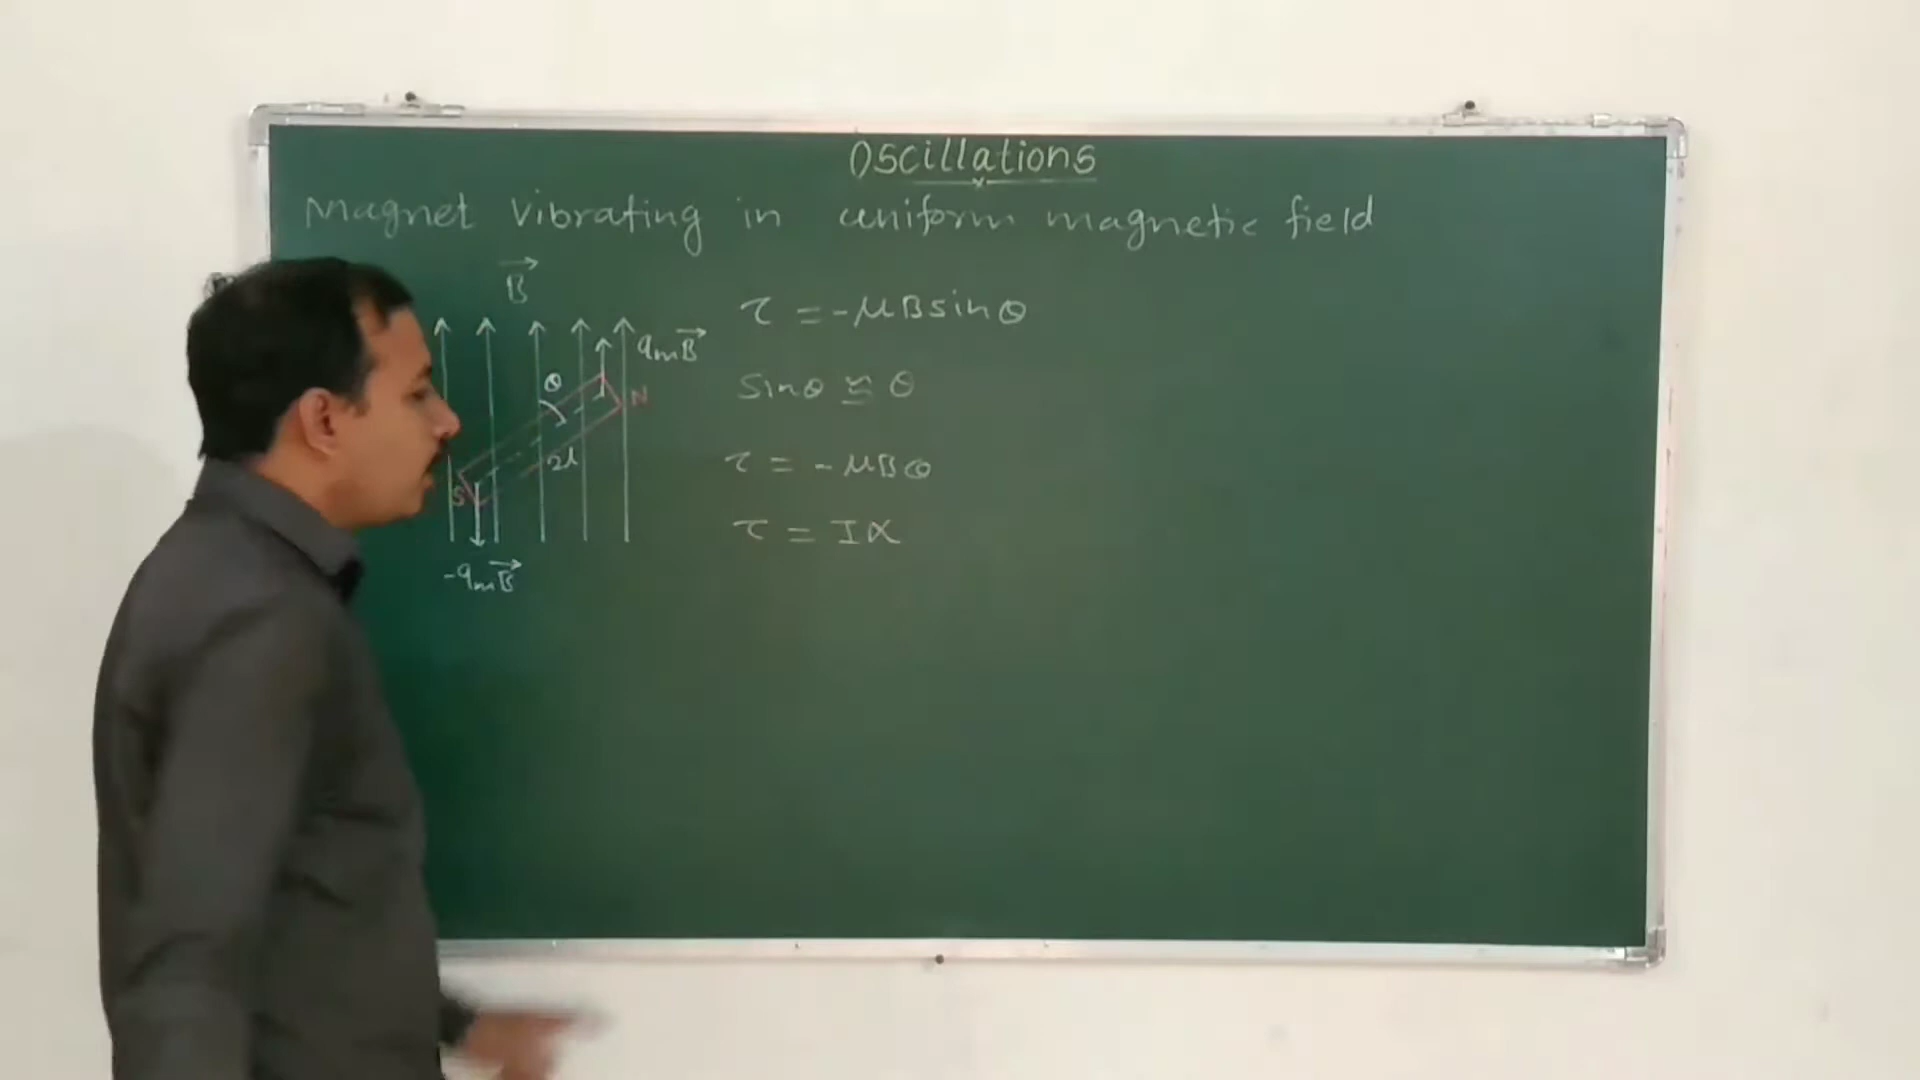 Oscillations
Magnet Vibrating in uniform magnetic field
B
τ = -μBsinθ
qmB
sinθ ≃ θ
θ
N
2l
τ = -μBθ
S
τ = Iα
-qmB